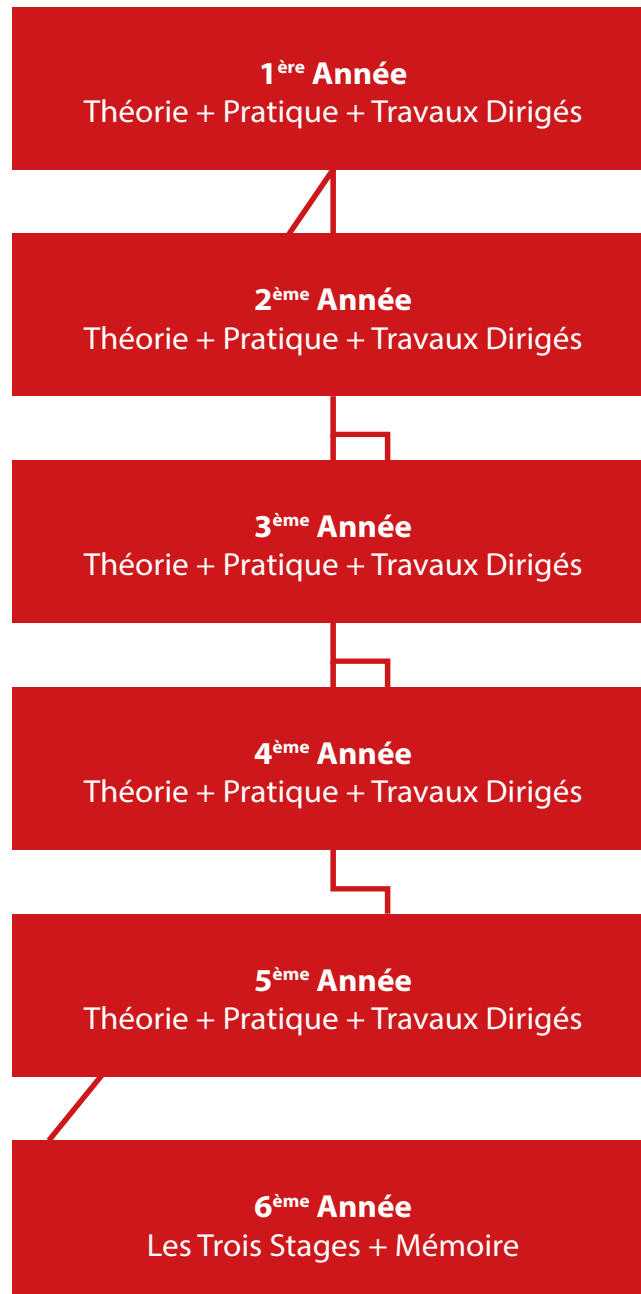 1ère Année
Théorie + Pratique + Travaux Dirigés
2ème Année
Théorie + Pratique + Travaux Dirigés
3ème Année
Théorie + Pratique + Travaux Dirigés
4ème Année
Théorie + Pratique + Travaux Dirigés
5ème Année
Théorie + Pratique + Travaux Dirigés
6ème Année
Les Trois Stages + Mémoire